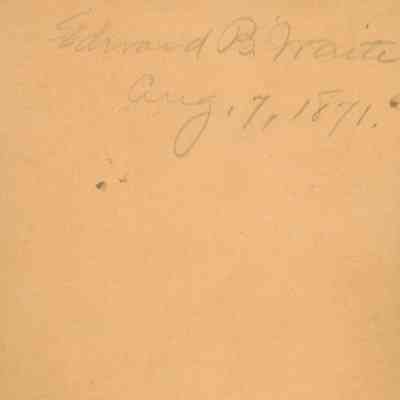 Edward B. Waite
Aug. 7, 1871.